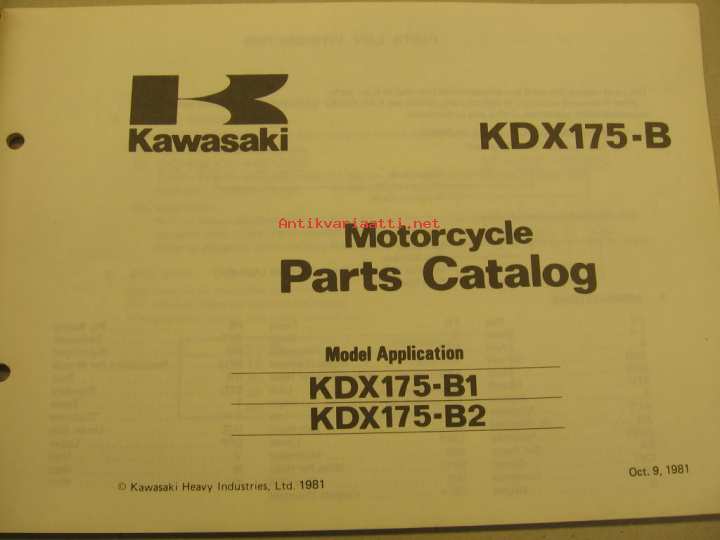 Kawasaki
KDX175-B
Antikvariaatti.net
Motorcycle
Parts Catalog
Model Application
KDX175-B1
KDX175-B2
© Kawasaki Heavy Industries, Ltd. 1981
Oct. 9, 1981